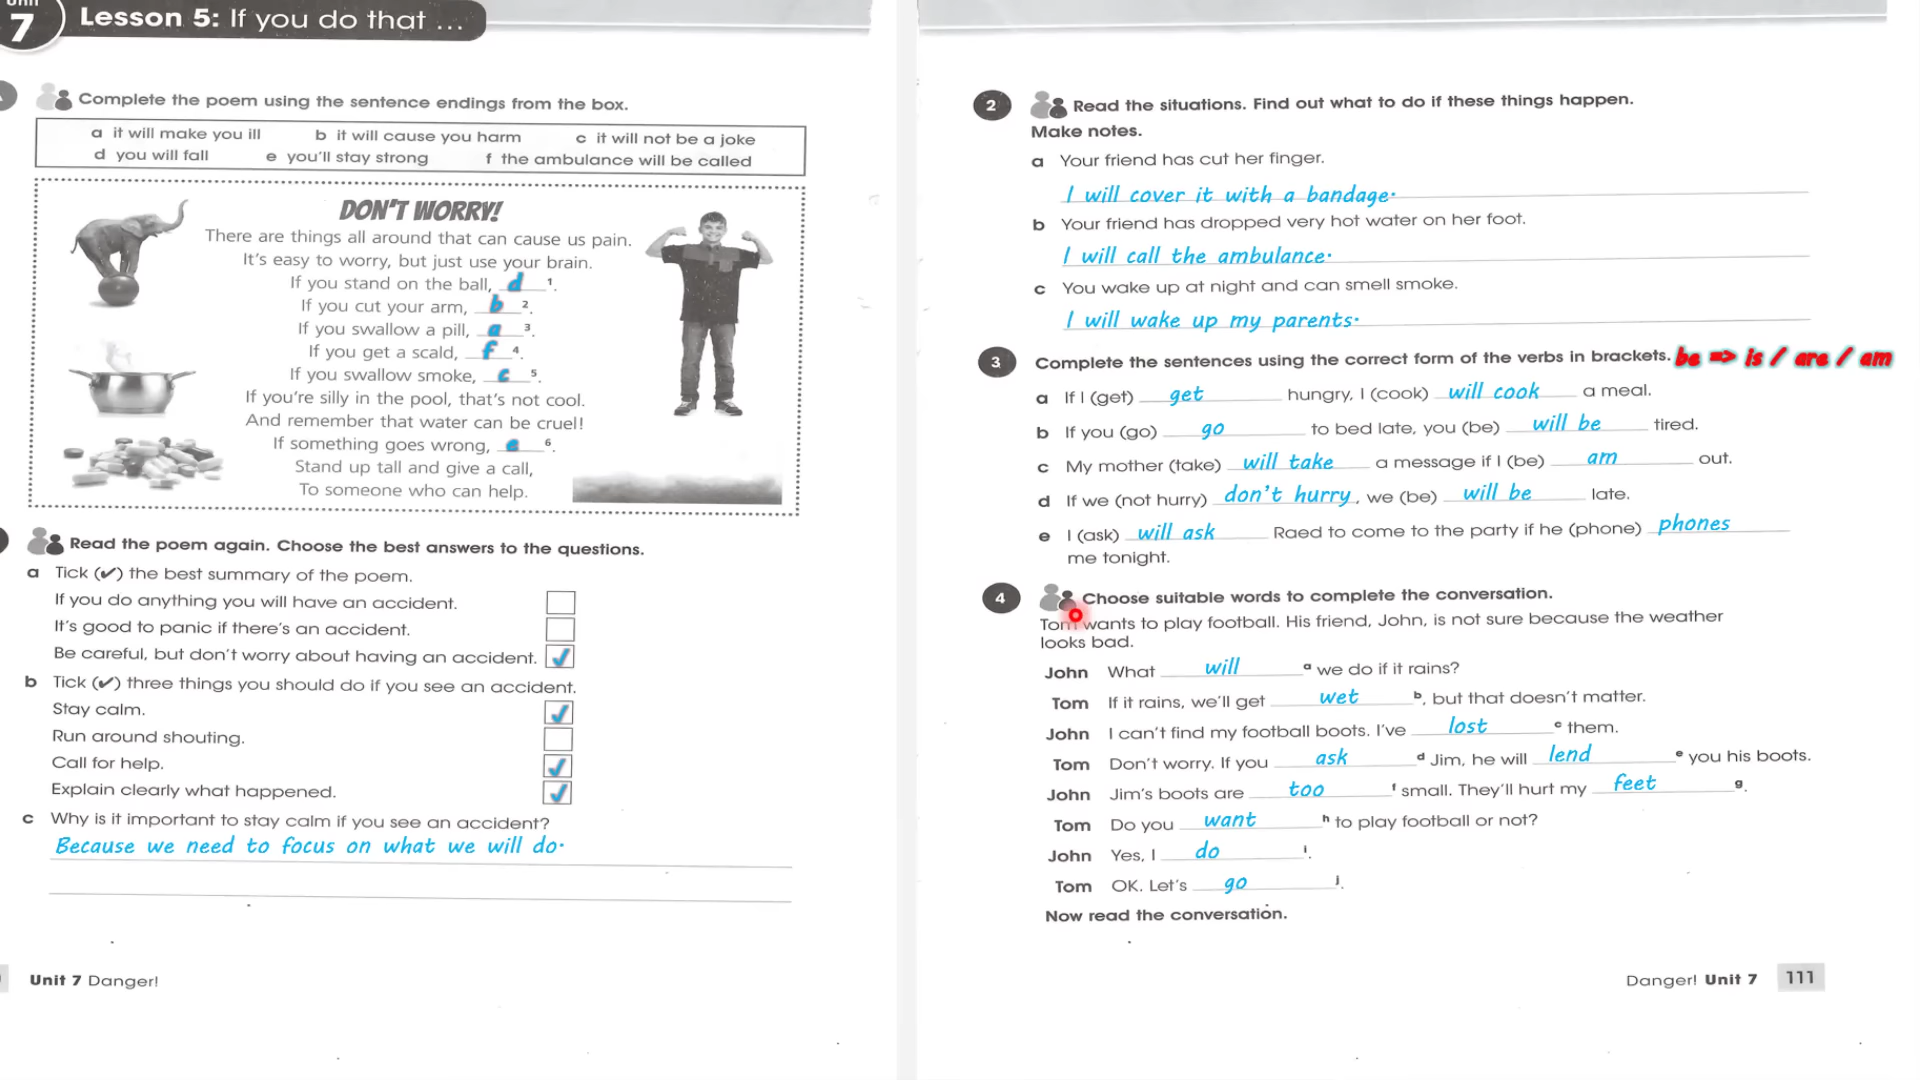 7 Lesson 5: If you do that ...
Complete the poem using the sentence endings from the box.
a it will make you ill b it will cause you harm c it will not be a joke
d you will fall e you'll stay strong f the ambulance will be called
DON'T WORRY!
There are things all around that can cause us pain.
It's easy to worry, but just use your brain.
If you stand on the ball, d 1.
If you cut your arm, b 2.
If you swallow a pill, a 3.
If you get a scald, f 4.
If you swallow smoke, c 5.
If you're silly in the pool, that's not cool.
And remember that water can be cruel!
If something goes wrong, e 6.
Stand up tall and give a call,
To someone who can help.
Read the poem again. Choose the best answers to the questions.
a Tick (✓) the best summary of the poem.
If you do anything you will have an accident.
It's good to panic if there's an accident.
Be careful, but don't worry about having an accident. ✓
b Tick (✓) three things you should do if you see an accident.
Stay calm. ✓
Run around shouting.
Call for help. ✓
Explain clearly what happened. ✓
c Why is it important to stay calm if you see an accident?
Because we need to focus on what we will do.
Unit 7 Danger!
2 Read the situations. Find out what to do if these things happen.
Make notes.
a Your friend has cut her finger.
I will cover it with a bandage.
b Your friend has dropped very hot water on her foot.
I will call the ambulance.
c You wake up at night and can smell smoke.
I will wake up my parents.
3 Complete the sentences using the correct form of the verbs in brackets. be => is / are / am
a If I (get) get hungry, I (cook) will cook a meal.
b If you (go) go to bed late, you (be) will be tired.
c My mother (take) will take a message if I (be) am out.
d If we (not hurry) don't hurry, we (be) will be late.
e I (ask) will ask Raed to come to the party if he (phone) phones
me tonight.
4 Choose suitable words to complete the conversation.
Tom wants to play football. His friend, John, is not sure because the weather
looks bad.
John What will a we do if it rains?
Tom If it rains, we'll get wet b, but that doesn't matter.
John I can't find my football boots. I've lost c them.
Tom Don't worry. If you ask d Jim, he will lend e you his boots.
John Jim's boots are too f small. They'll hurt my feet g.
Tom Do you want h to play football or not?
John Yes, I do i.
Tom OK. Let's go j.
Now read the conversation.
Danger! Unit 7 111